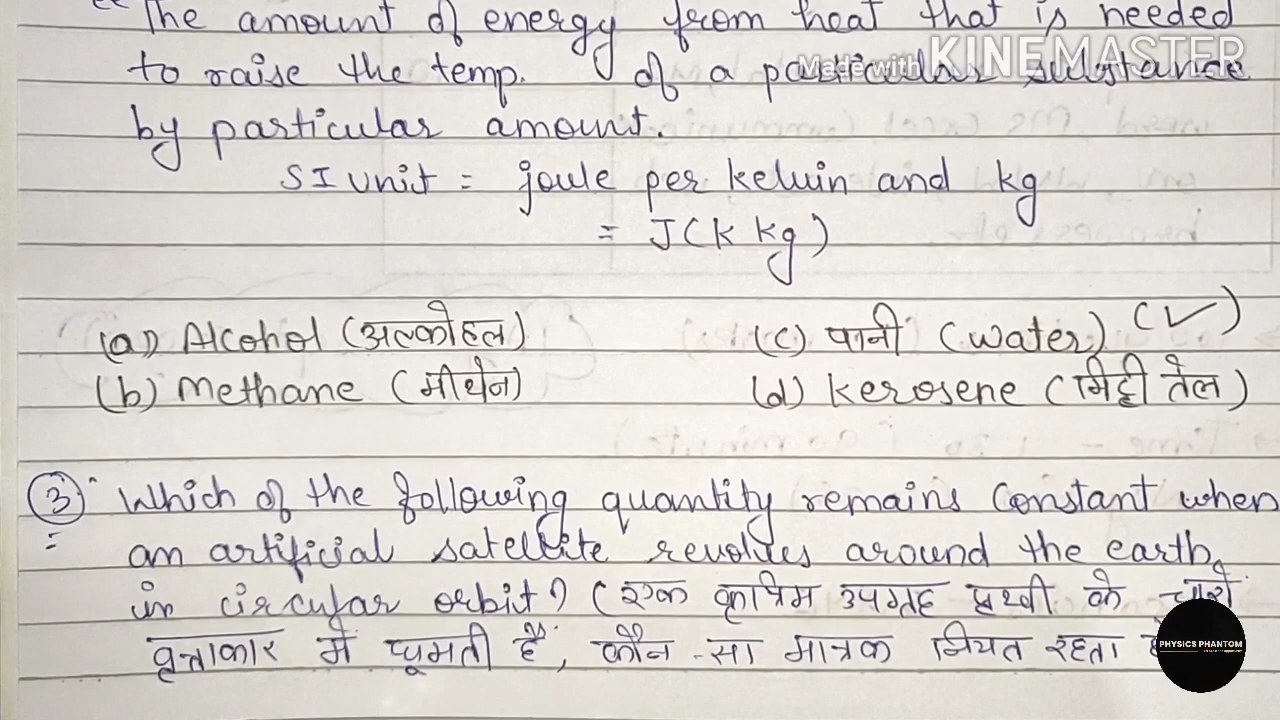 The amount of energy from heat that is needed
to raise the temp. of a particular substance
Made with KINEMASTER
by particular amount.
SI unit = joule per kelvin and kg
= J(K kg)
(a) Alcohol (अल्कोहल) (c) पानी (water) (✓)
(b) Methane (मीथेन) (d) Kerosene (मिट्टी तेल)
(3) Which of the following quantity remains constant when
an artificial satellite revolves around the earth
in circular orbit? (एक कृत्रिम उपग्रह पृथ्वी के चारो
वृत्ताकार में घूमती है, कौन-सा मात्रक नियत रहता
PHYSICS PHANTOM